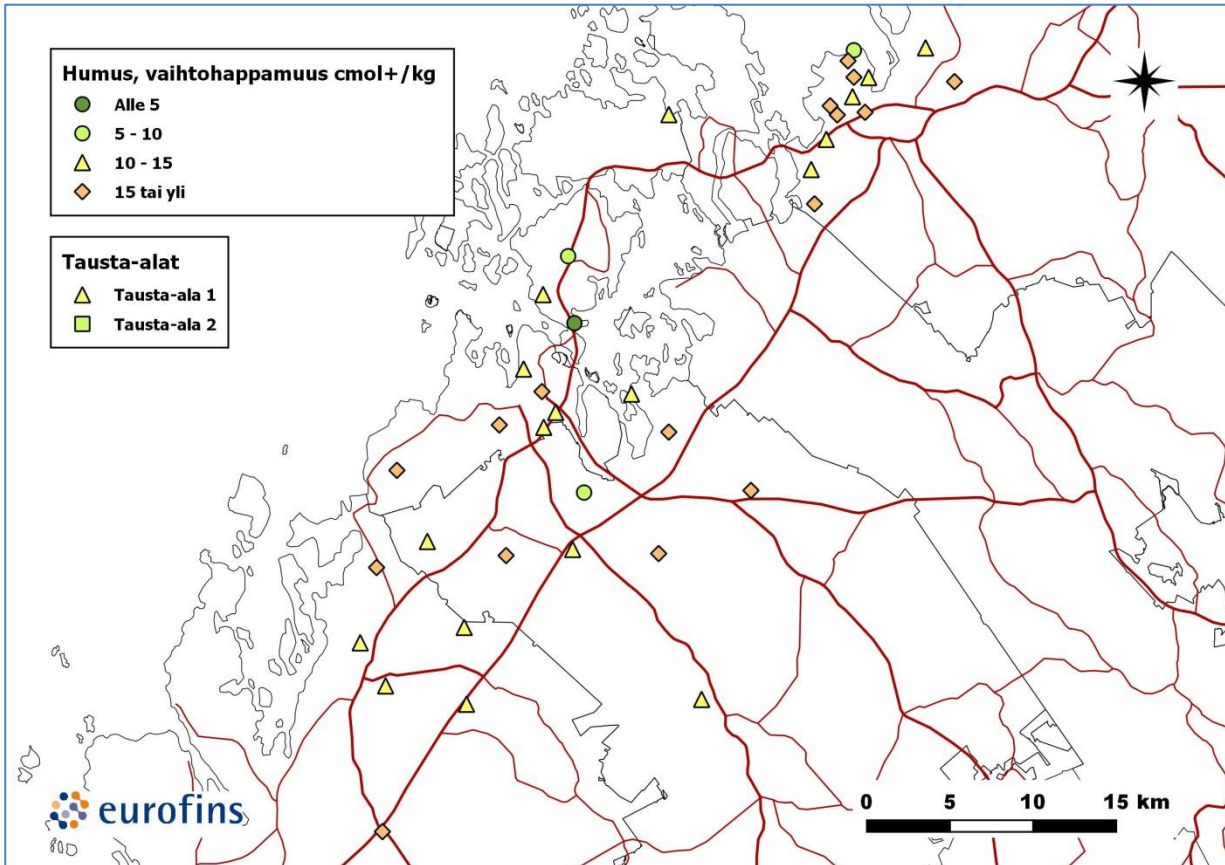 Humus, vaihtohappamuus cmol+/kg
Alle 5
5 - 10
10 - 15
15 tai yli
Tausta-alat
Tausta-ala 1
Tausta-ala 2
eurofins
0 5 10 15 km